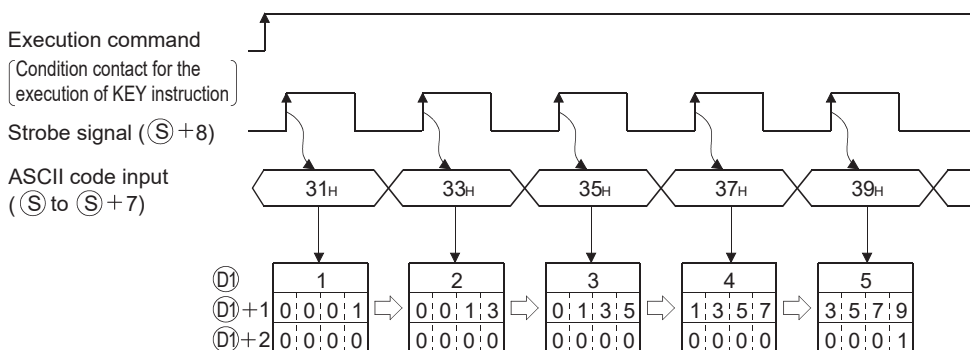 Execution command
Condition contact for the
execution of KEY instruction
Strobe signal (Ⓢ+8)
ASCII code input
(Ⓢ to Ⓢ+7)
31H 33H 35H 37H 39H
D1 1 2 3 4 5
D1+1 0 0 0 1 0 0 1 3 0 1 3 5 1 3 5 7 3 5 7 9
D1+2 0 0 0 0 0 0 0 0 0 0 0 0 0 0 0 0 0 0 0 1